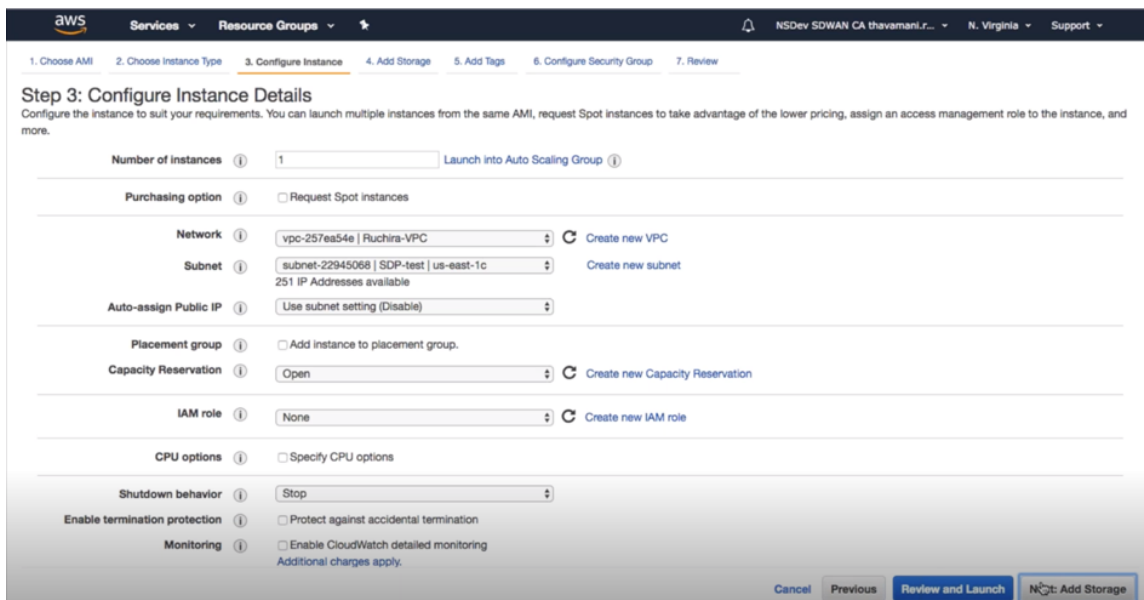 aws Services Resource Groups NSDev SDWAN CA thavamani.r... N. Virginia Support
1. Choose AMI 2. Choose Instance Type 3. Configure Instance 4. Add Storage 5. Add Tags 6. Configure Security Group 7. Review
Step 3: Configure Instance Details
Configure the instance to suit your requirements. You can launch multiple instances from the same AMI, request Spot instances to take advantage of the lower pricing, assign an access management role to the instance, and
more.
Number of instances 1 Launch into Auto Scaling Group
Purchasing option Request Spot instances
Network vpc-257ea54e | Ruchira-VPC Create new VPC
Subnet subnet-22945068 | SDP-test | us-east-1c Create new subnet
251 IP Addresses available
Auto-assign Public IP Use subnet setting (Disable)
Placement group Add instance to placement group.
Capacity Reservation Open Create new Capacity Reservation
IAM role None Create new IAM role
CPU options Specify CPU options
Shutdown behavior Stop
Enable termination protection Protect against accidental termination
Monitoring Enable CloudWatch detailed monitoring
Additional charges apply.
Cancel Previous Review and Launch Next: Add Storage